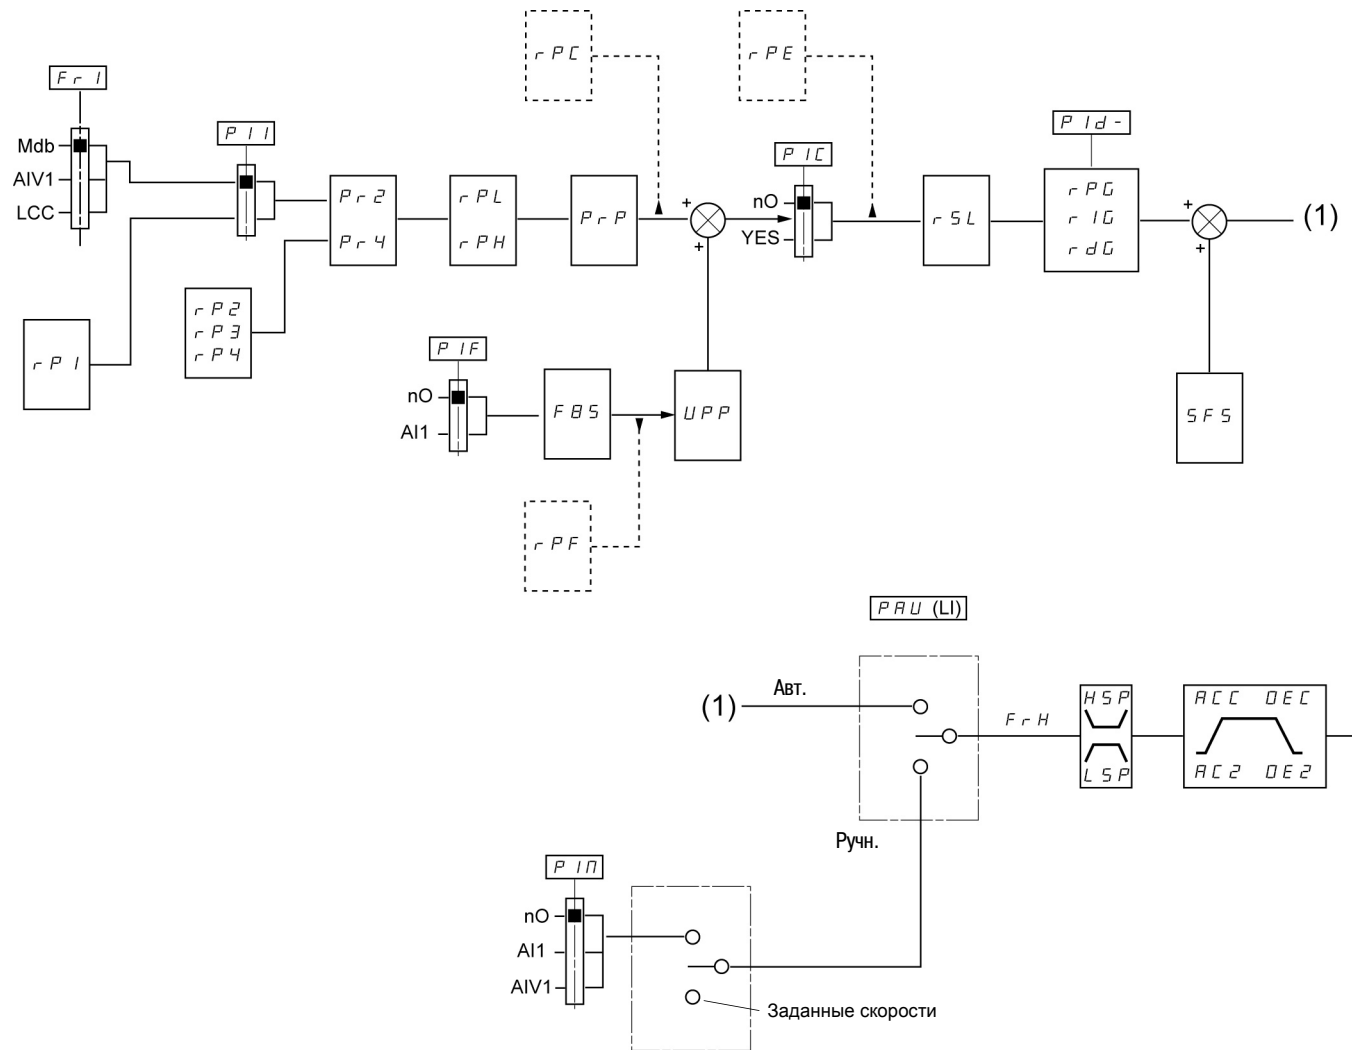 rPC
rPE
Fr1
PII
PId-
Mdb
AIV1
LCC
PIC
nO
YES
Pr2
Pr4
rPL
rPH
PrP
+
+
rSL
rPG
rIG
rdG
+
+
(1)
rP1
rP2
rP3
rP4
PIF
nO
AI1
FBS
UPP
SFS
rPF
PAU (LI)
(1)
Авт.
FrH
HSP
LSP
ACC DEC
AC2 DE2
Ручн.
PIM
nO
AI1
AIV1
Заданные скорости